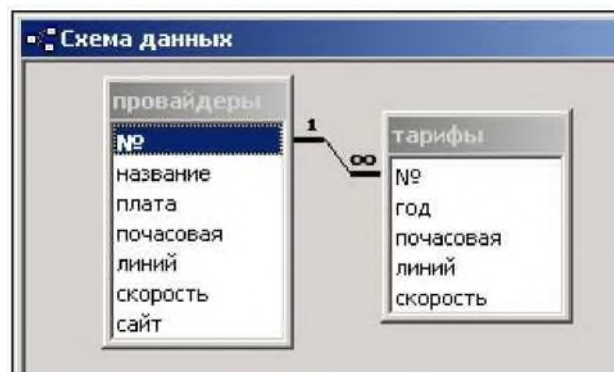 Схема данных
провайдеры
№
название
плата
почасовая
линий
скорость
сайт
1
∞
тарифы
№
год
почасовая
линий
скорость